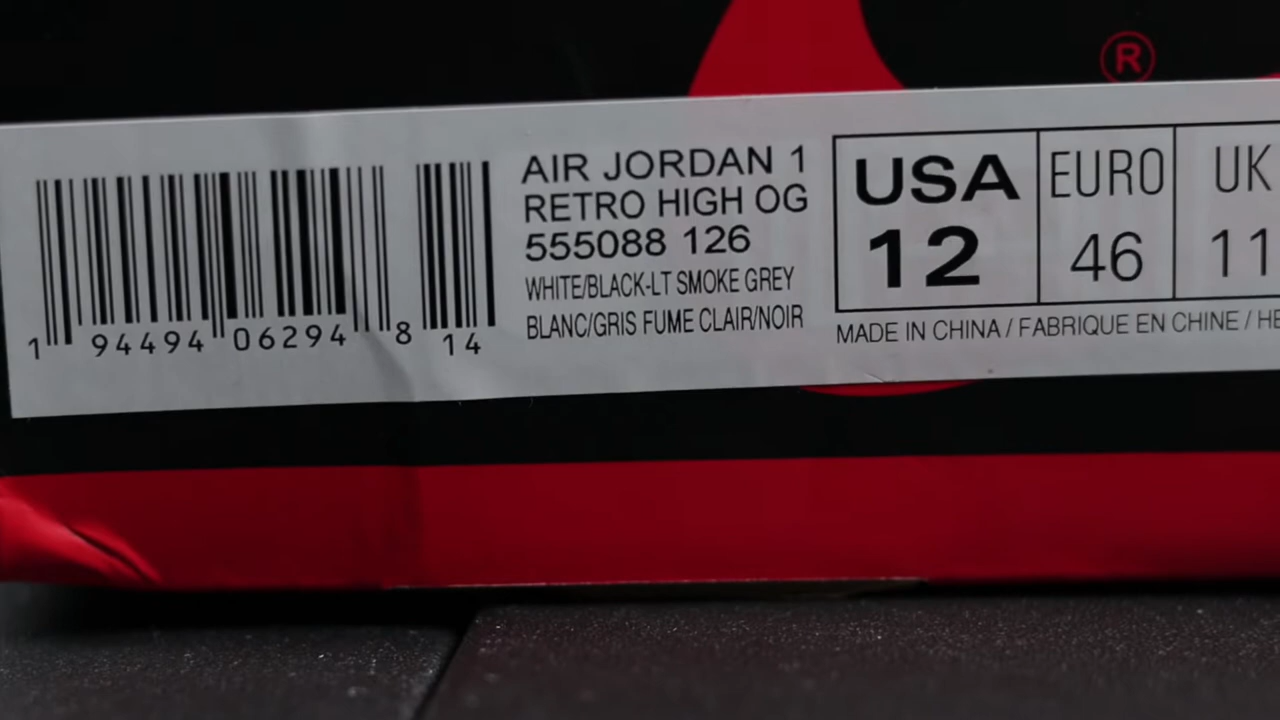 ®
AIR JORDAN 1
RETRO HIGH OG
555088 126
WHITE/BLACK-LT SMOKE GREY
BLANC/GRIS FUME CLAIR/NOIR
1 94494 06294 8 14
USA EURO UK
12 46 11
MADE IN CHINA / FABRIQUE EN CHINE / HE